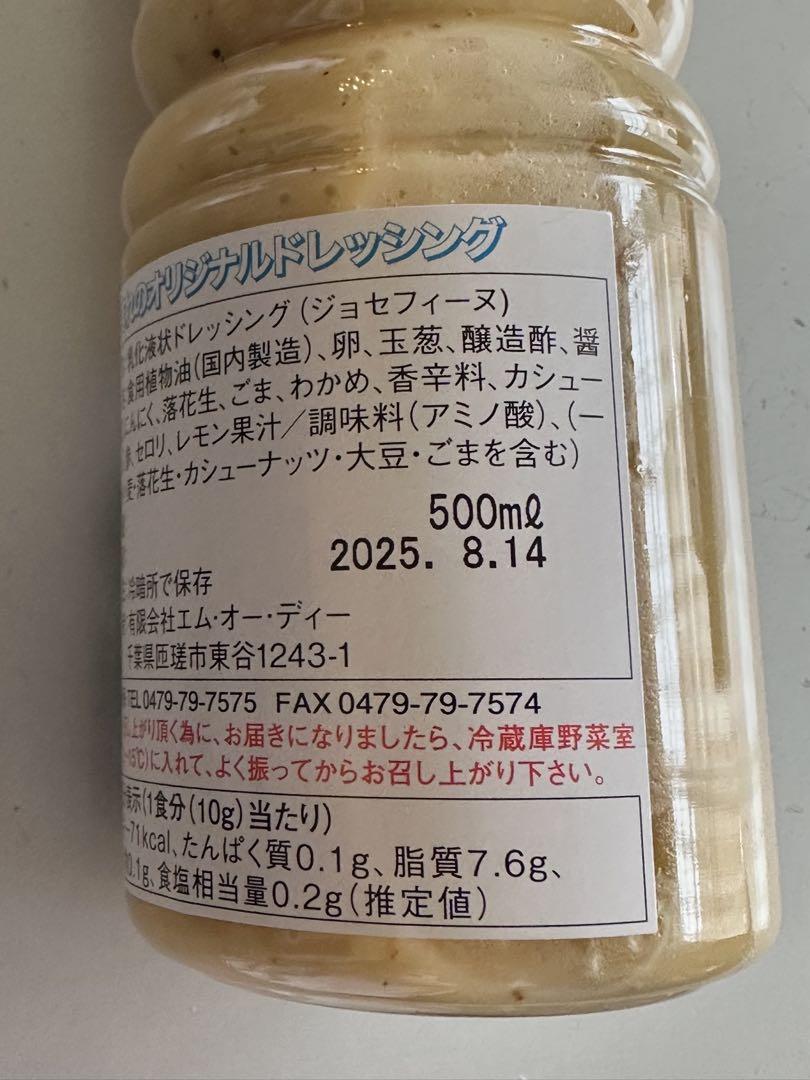 のオリジナルドレッシング
乳化液状ドレッシング(ジョセフィーヌ)
食用植物油(国内製造)、卵、玉葱、醸造酢、醤
にんにく、落花生、ごま、わかめ、香辛料、カシュー
セロリ、レモン果汁/調味料(アミノ酸)、(一
落花生・カシューナッツ・大豆・ごまを含む)
500ml
2025. 8.14
冷暗所で保存
有限会社エム・オー・ディー
千葉県匝瑳市東谷1243-1
TEL0479-79-7575 FAX 0479-79-7574
上がり頂く為に、お届きになりましたら、冷蔵庫野菜室
℃)に入れて、よく振ってからお召し上がり下さい。
表示(1食分(10g)当たり)
71kcal、たんぱく質0.1g、脂質7.6g、
0.1g、食塩相当量0.2g(推定値)